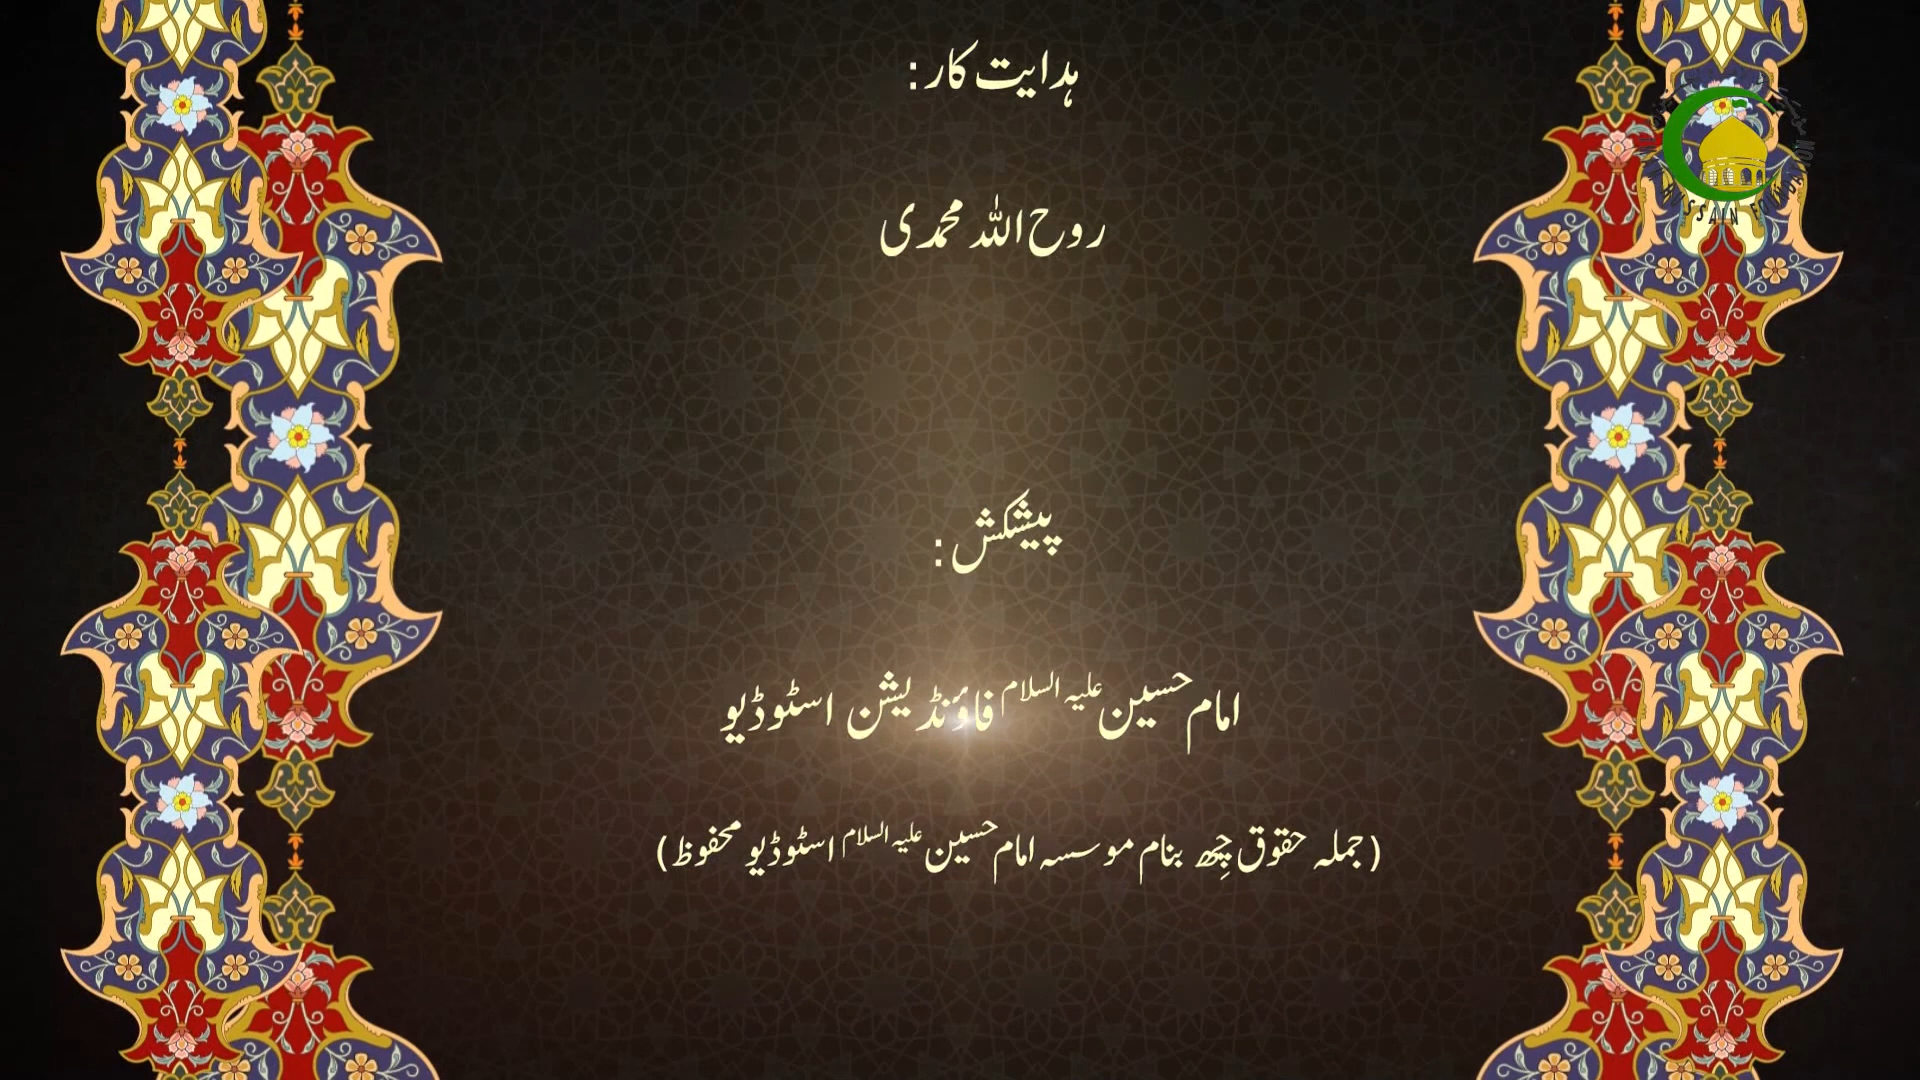 ہدایت کار:
روح اللہ محمدی
پیشکش:
امام حسین علیہ السلام فاؤنڈیشن اسٹوڈیو
(جملہ حقوق چِھ بنام موسسہ امام حسین علیہ السلام اسٹوڈیو محفوظ)